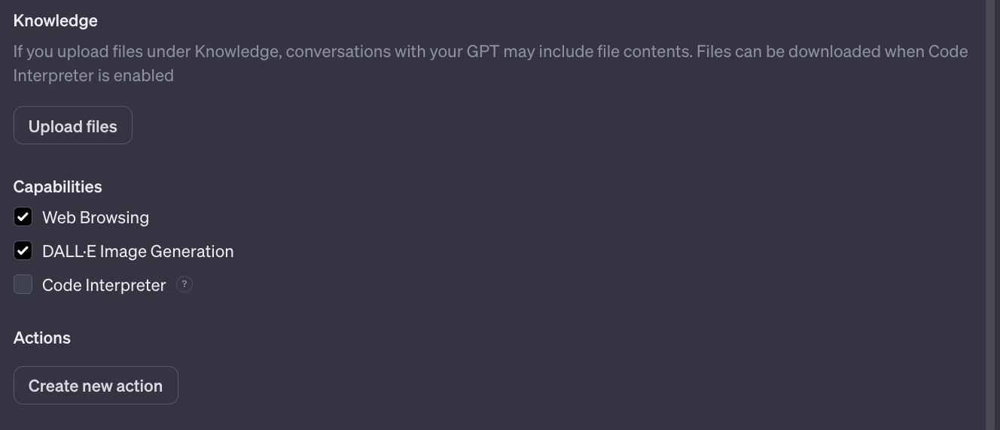 Knowledge
If you upload files under Knowledge, conversations with your GPT may include file contents. Files can be downloaded when Code
Interpreter is enabled
Upload files
Capabilities
Web Browsing
DALL·E Image Generation
Code Interpreter ?
Actions
Create new action